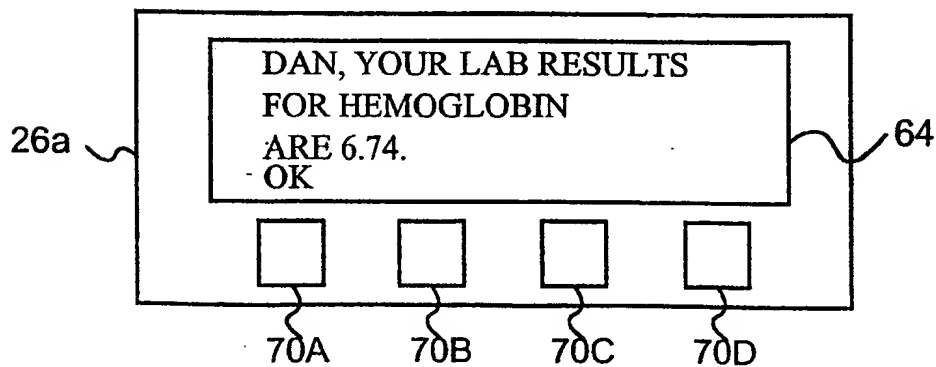 DAN, YOUR LAB RESULTS
FOR HEMOGLOBIN
ARE 6.74.
OK
26a
64
70A 70B 70C 70D